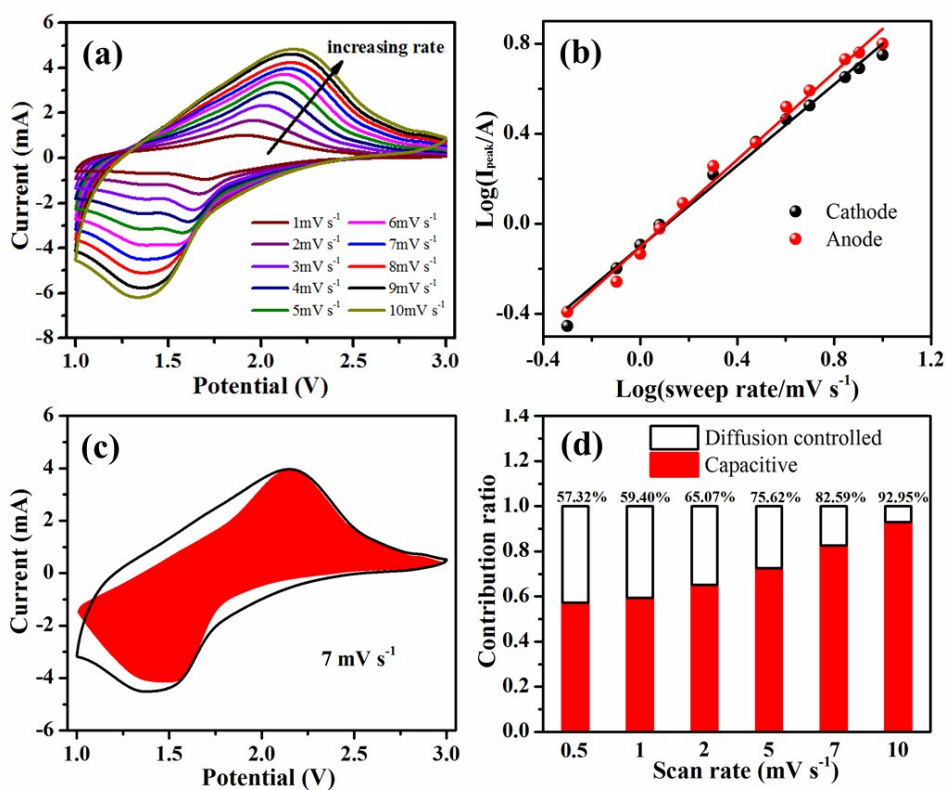 (a)
increasing rate
6
4
2
0
-2
-4
-6
-8
Current (mA)
1mV s⁻¹ 6mV s⁻¹
2mV s⁻¹ 7mV s⁻¹
3mV s⁻¹ 8mV s⁻¹
4mV s⁻¹ 9mV s⁻¹
5mV s⁻¹ 10mV s⁻¹
1.0 1.5 2.0 2.5 3.0
Potential (V)
(b)
0.8
0.4
0.0
-0.4
Log(Ipeak/A)
Cathode
Anode
-0.4 0.0 0.4 0.8 1.2
Log(sweep rate/mV s⁻¹)
(c)
6
4
2
0
-2
-4
-6
Current (mA)
7 mV s⁻¹
1.0 1.5 2.0 2.5 3.0
Potential (V)
(d)
Diffusion controlled
Capacitive
57.32% 59.40% 65.07% 75.62% 82.59% 92.95%
1.4
1.2
1.0
0.8
0.6
0.4
0.2
0.0
Contribution ratio
0.5 1 2 5 7 10
Scan rate (mV s⁻¹)